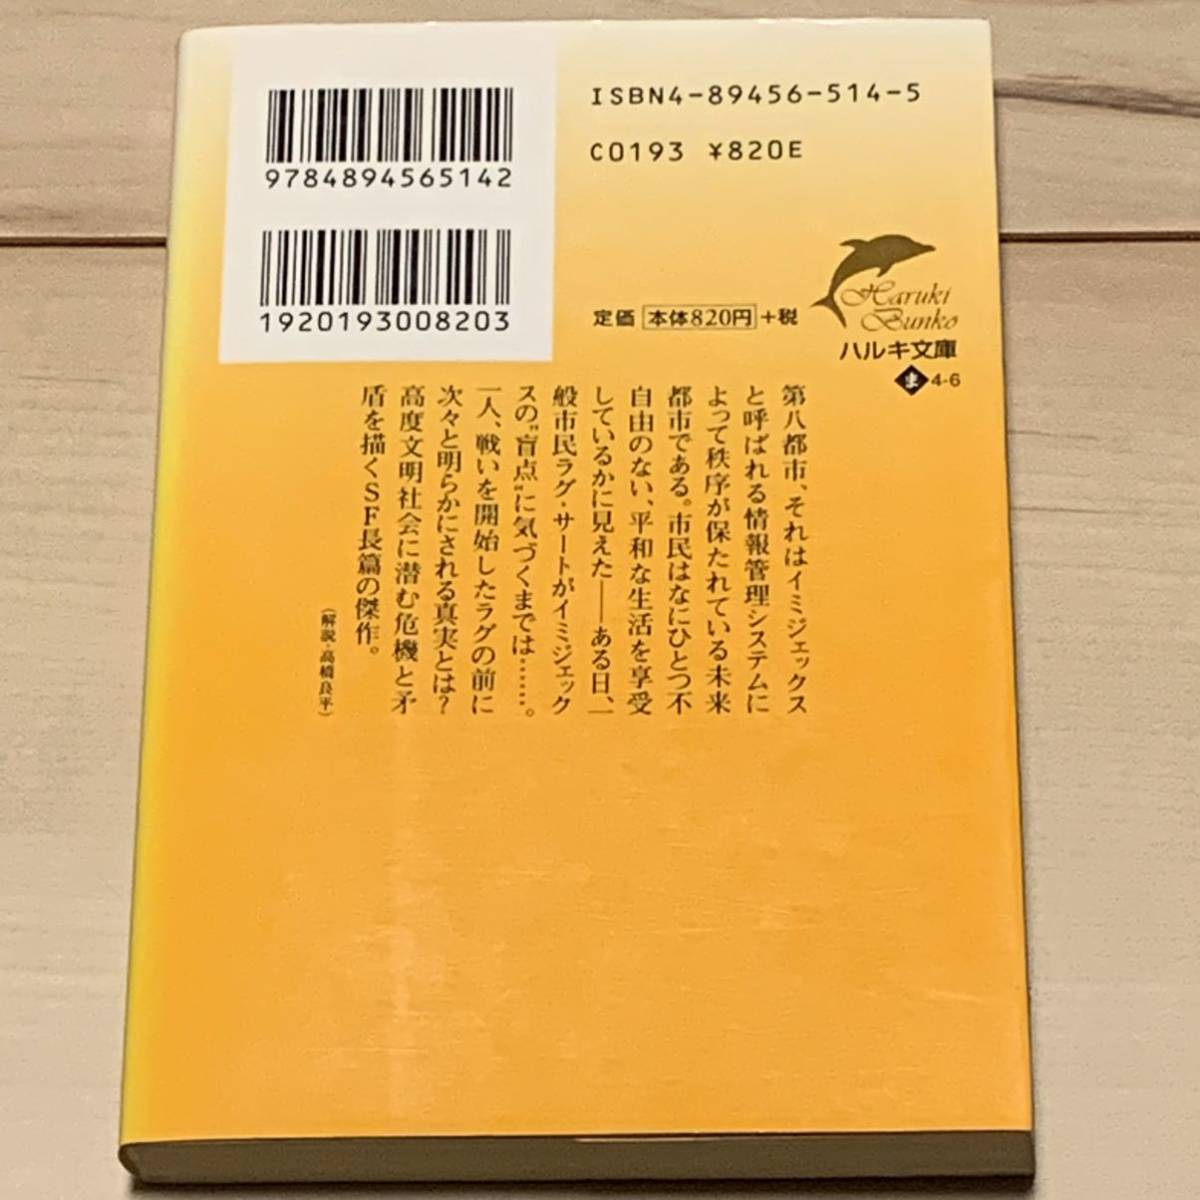 ISBN4-89456-514-5
C0193 ¥820E
9784894565142
1920193008203
定価 本体820円 +税
Haruki
Bunko
ハルキ文庫
ま 4-6
第八都市、それはイミジェックス
と呼ばれる情報管理システムに
よって秩序が保たれている未来
都市である。市民はなにひとつ不
自由のない、平和な生活を享受
しているかに見えた――ある日、一
般市民ラグ・サートがイミジェック
スの〝盲点〟に気づくまでは……。
一人、戦いを開始したラグの前に
次々と明らかにされる真実とは?
高度文明社会に潜む危機と矛
盾を描くSF長篇の傑作。
(解説・高橋良平)